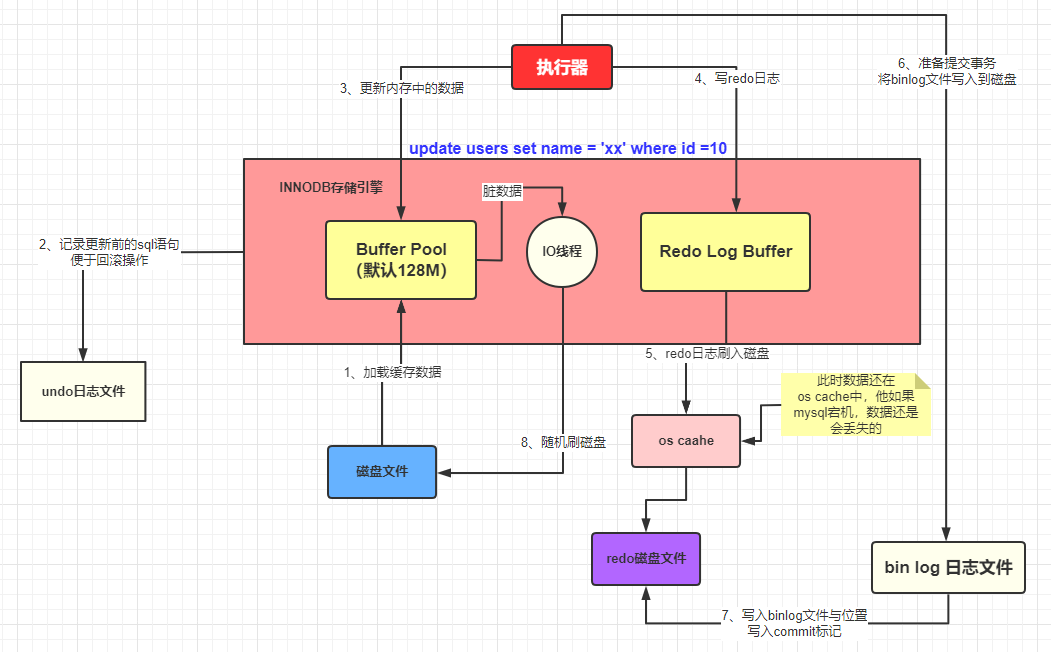 执行器
6、准备提交事务
将binlog文件写入到磁盘
3、更新内存中的数据
4、写redo日志
update users set name = 'xx' where id =10
INNODB存储引擎
脏数据
2、记录更新前的sql语句
便于回滚操作
Buffer Pool
（默认128M）
IO线程
Redo Log Buffer
5、redo日志刷入磁盘
1、加载缓存数据
undo日志文件
此时数据还在
os cache中，他如果
mysql宕机，数据还是
会丢失的
8、随机刷磁盘
os caahe
磁盘文件
redo磁盘文件
bin log 日志文件
7、写入binlog文件与位置
写入commit标记